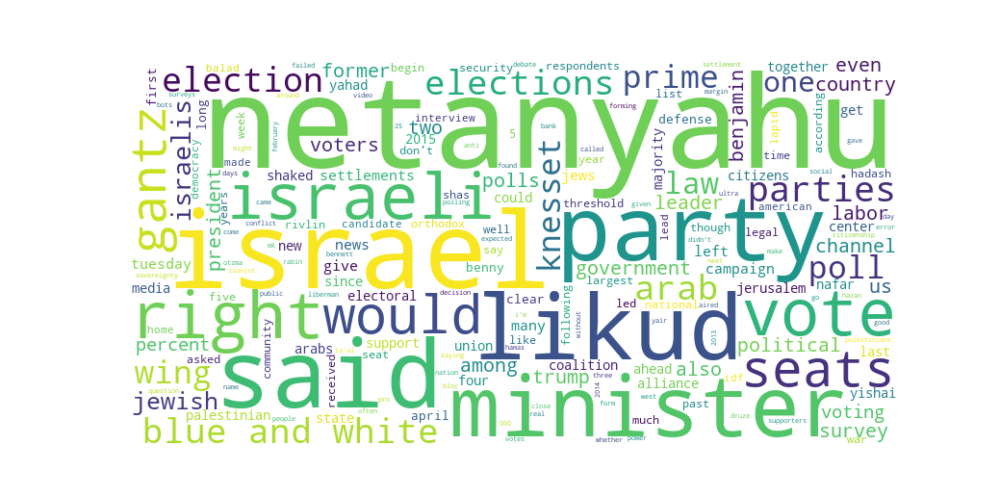 netanyahu
israel
israeli
party
likud
said
minister
right
would
vote
seats
gantz
election
elections
prime
one
parties
poll
law
arab
knesset
blue and white
wing
jewish
israelis
benjamin
labor
channel
us
country
even
former
yahad
begin
security
debate
respondents
settlement
together
failed
balad
first
long
week
might
made
days
surveys
around
bots
video
february
democracy
interview
two
2015
voters
don't
25
anti
5
bank
called
found
forming
list
defense
margin
majority
lapid
time
according
get
gave
shaked
settlements
polls
shas
could
jews
year
citizens
social
hadash
president
years
came
come
conflict
rivlin
candidate
orthodox
polling
threshold
given
lead
leader
american
ultra
center
day
error
mk
new
news
well
say
though
didn't
left
legal
citizenship
tuesday
otzma
rabin
bennett
expected
since
benny
government
largest
campaign
next
make
nafar
sovereignty
zionist
give
media
five
public
liberman
electoral
decision
clear
many
like
i'm
following
without
led
national
aired
yair
2013
jerusalem
go
hazan
good
palestinians
political
last
home
percent
asked
community
arabs
support
seat
hamas
saying
union
among
four
coalition
trump
ahead
also
alliance
idf
yishai
name
question
received
nation
bloc
2014
three
form
west
past
druze
supporters
voting
survey
palestinian
people
state
often
pro
april
votes
000
close
real
whether
power
much
war